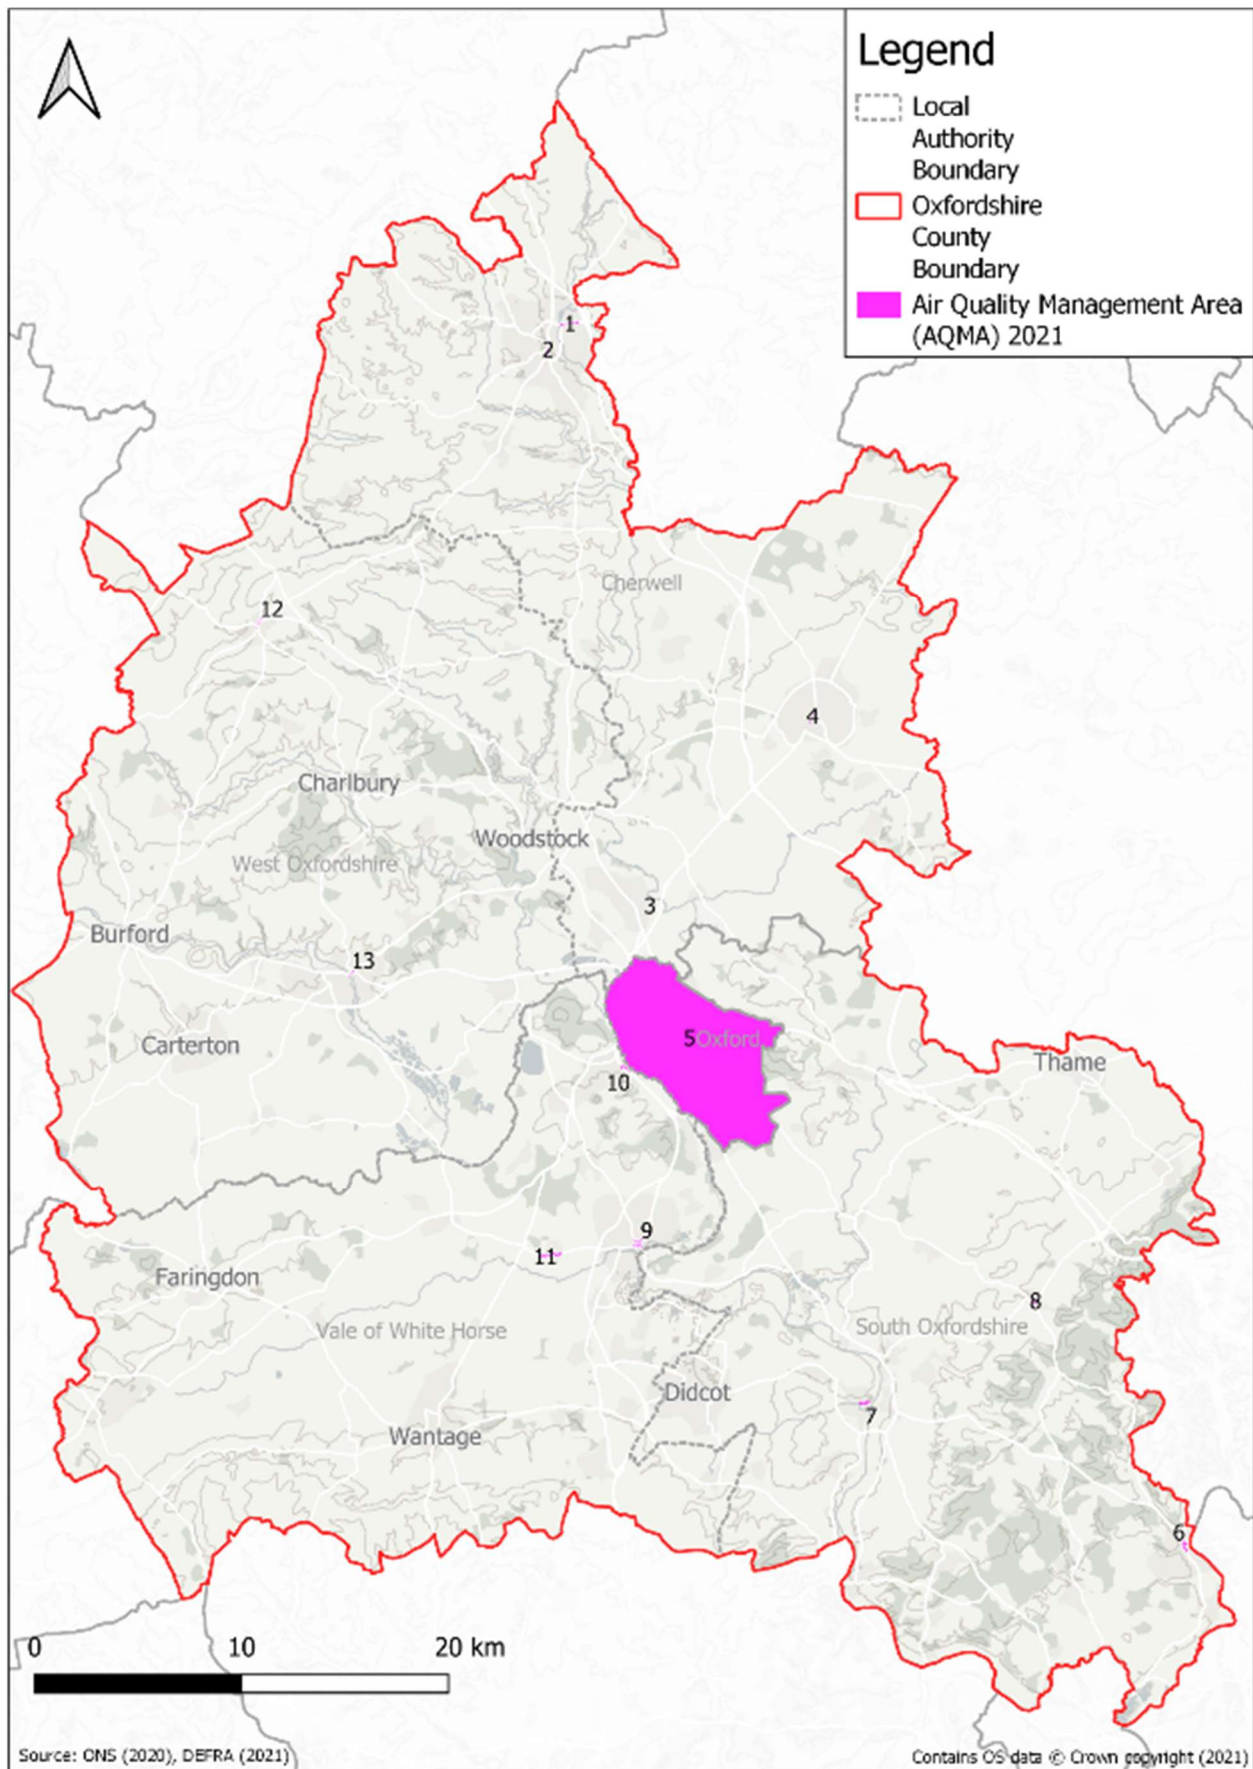 Legend
Local
Authority
Boundary
Oxfordshire
County
Boundary
Air Quality Management Area
(AQMA) 2021
1
2
Cherwell
12
4
Charlbury
Woodstock
West Oxfordshire
3
Burford
13
5 Oxford
Carterton
Thame
10
9
11
Faringdon
8
Vale of White Horse
South Oxfordshire
Didcot
7
Wantage
6
0 10 20 km
Source: ONS (2020), DEFRA (2021)
Contains OS data © Crown copyright (2021)